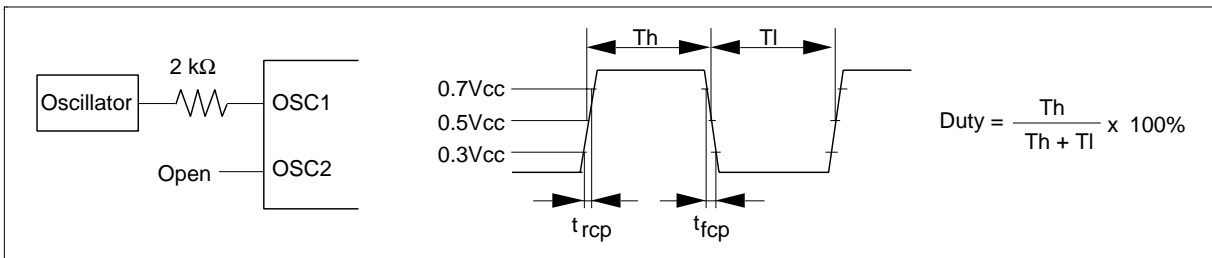 2 kΩ
Oscillator
OSC1
OSC2
Open
Th
Tl
0.7Vcc
0.5Vcc
0.3Vcc
t rcp
t fcp
Duty = Th / Th + Tl x 100%